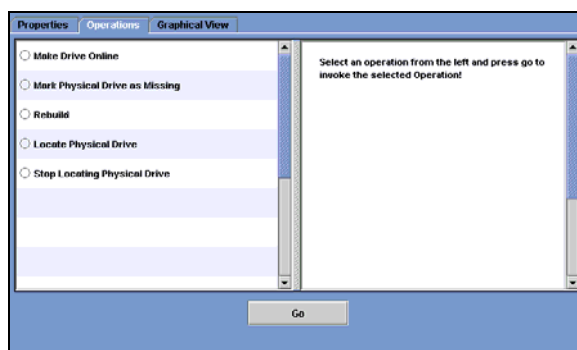 Properties Operations Graphical View
Make Drive Online
Mark Physical Drive as Missing
Rebuild
Locate Physical Drive
Stop Locating Physical Drive
Select an operation from the left and press go to
invoke the selected Operation!
Go